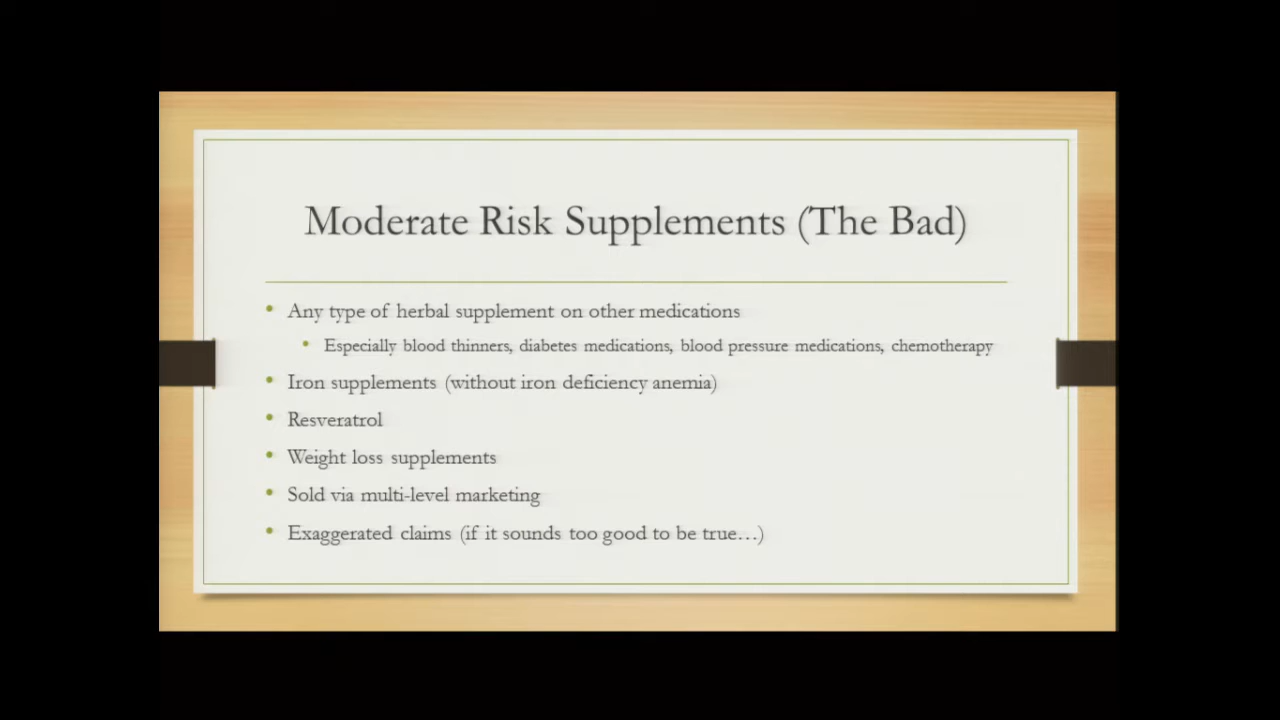 Moderate Risk Supplements (The Bad)
• Any type of herbal supplement on other medications
• Especially blood thinners, diabetes medications, blood pressure medications, chemotherapy
• Iron supplements (without iron deficiency anemia)
• Resveratrol
• Weight loss supplements
• Sold via multi-level marketing
• Exaggerated claims (if it sounds too good to be true…)